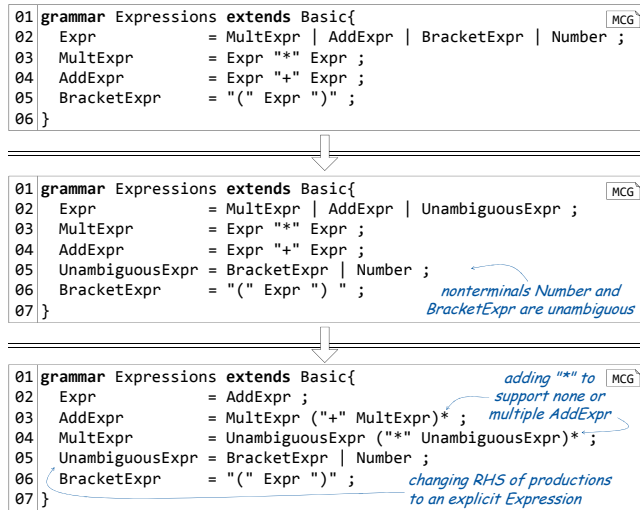 01 grammar Expressions extends Basic{ MCG
02 Expr = MultExpr | AddExpr | BracketExpr | Number ;
03 MultExpr = Expr "*" Expr ;
04 AddExpr = Expr "+" Expr ;
05 BracketExpr = "(" Expr ")" ;
06 }
01 grammar Expressions extends Basic{ MCG
02 Expr = MultExpr | AddExpr | UnambiguousExpr ;
03 MultExpr = Expr "*" Expr ;
04 AddExpr = Expr "+" Expr ;
05 UnambiguousExpr = BracketExpr | Number ;
06 BracketExpr = "(" Expr ") " ;
07 }
nonterminals Number and
BracketExpr are unambiguous
01 grammar Expressions extends Basic{ MCG
02 Expr = AddExpr ;
03 AddExpr = MultExpr ("+" MultExpr)* ;
04 MultExpr = UnambiguousExpr ("*" UnambiguousExpr)* ;
05 UnambiguousExpr = BracketExpr | Number ;
06 BracketExpr = "(" Expr ")" ;
07 }
adding "*" to
support none or
multiple AddExpr
changing RHS of productions
to an explicit Expression